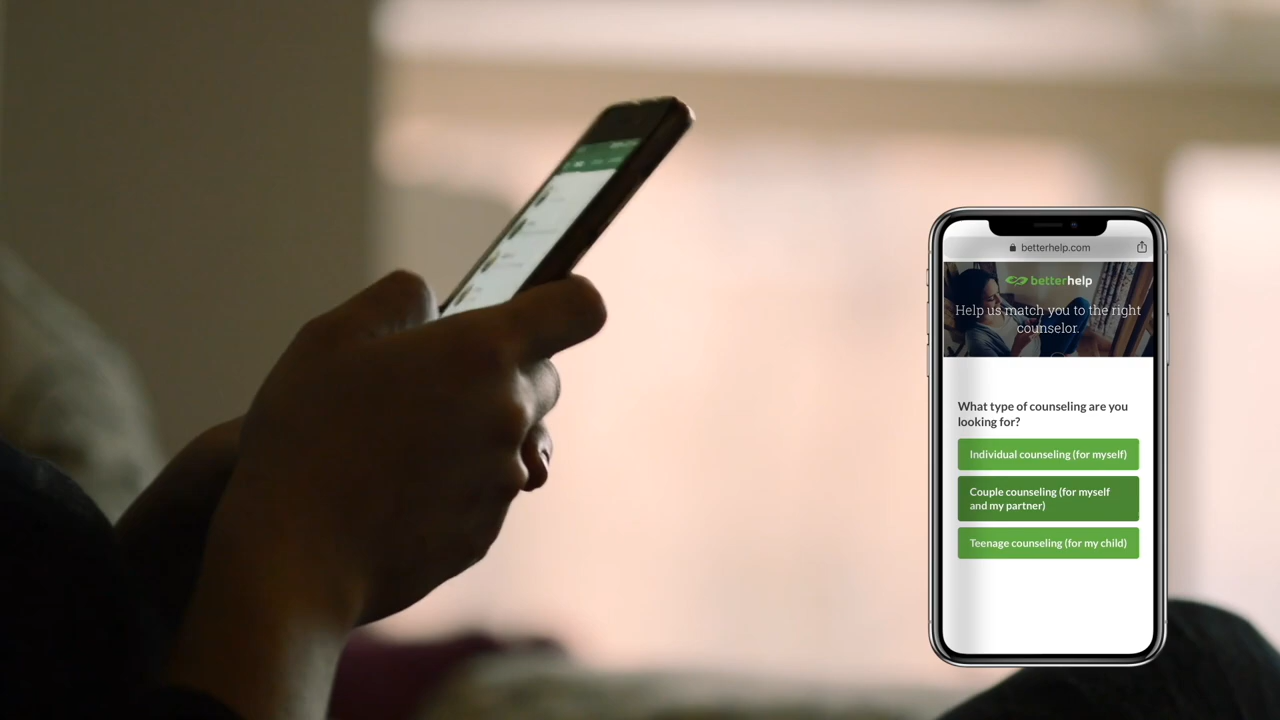 betterhelp.com
betterhelp
Help us match you to the right
counselor.
What type of counseling are you
looking for?
Individual counseling (for myself)
Couple counseling (for myself
and my partner)
Teenage counseling (for my child)